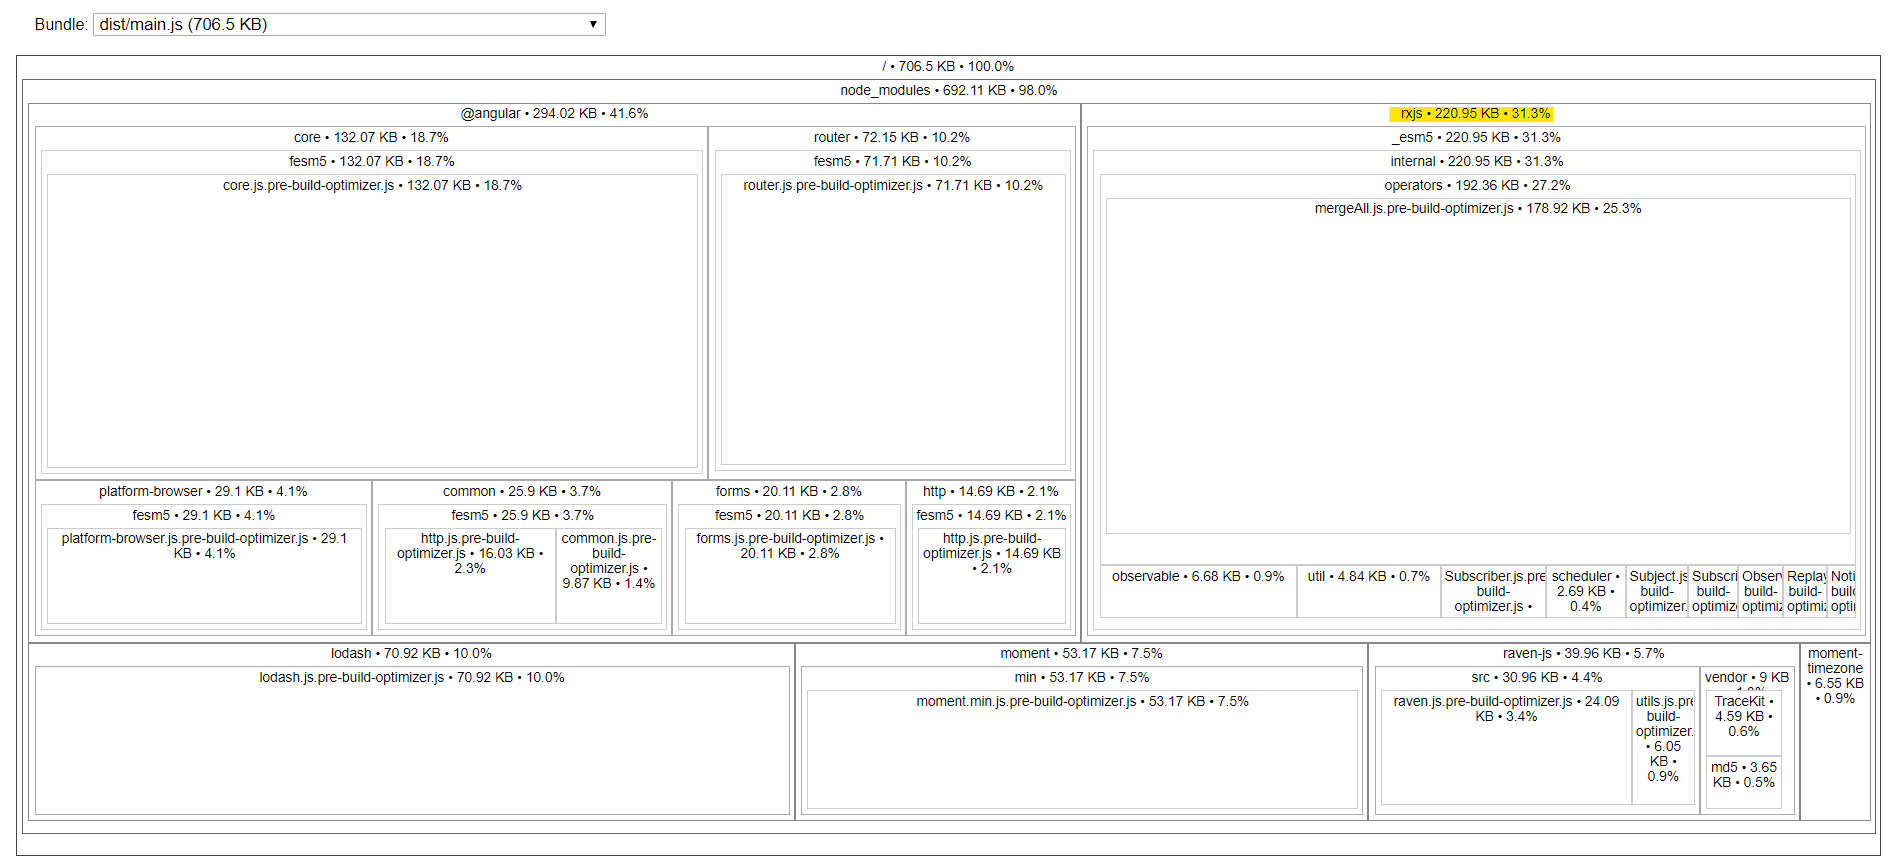 Bundle: dist/main.js (706.5 KB)
/ • 706.5 KB • 100.0%
node_modules • 692.11 KB • 98.0%
@angular • 294.02 KB • 41.6%
core • 132.07 KB • 18.7%
fesm5 • 132.07 KB • 18.7%
core.js.pre-build-optimizer.js • 132.07 KB • 18.7%
router • 72.15 KB • 10.2%
fesm5 • 71.71 KB • 10.2%
router.js.pre-build-optimizer.js • 71.71 KB • 10.2%
platform-browser • 29.1 KB • 4.1%
fesm5 • 29.1 KB • 4.1%
platform-browser.js.pre-build-optimizer.js • 29.1
KB • 4.1%
common • 25.9 KB • 3.7%
fesm5 • 25.9 KB • 3.7%
http.js.pre-build-
optimizer.js • 16.03 KB •
2.3%
common.js.pre-
build-
optimizer.js •
9.87 KB • 1.4%
forms • 20.11 KB • 2.8%
fesm5 • 20.11 KB • 2.8%
forms.js.pre-build-optimizer.js •
20.11 KB • 2.8%
http • 14.69 KB • 2.1%
fesm5 • 14.69 KB • 2.1%
http.js.pre-build-
optimizer.js • 14.69 KB
• 2.1%
rxjs • 220.95 KB • 31.3%
_esm5 • 220.95 KB • 31.3%
internal • 220.95 KB • 31.3%
operators • 192.36 KB • 27.2%
mergeAll.js.pre-build-optimizer.js • 178.92 KB • 25.3%
observable • 6.68 KB • 0.9%
util • 4.84 KB • 0.7%
Subscriber.js.pre
build-
optimizer.js •
scheduler •
2.69 KB •
0.4%
Subject.js
build-
optimizer.
Subscri
build-
optimiz
Obser
build-
optimiz
Replay
build-
optimiz
Noti
build
opti
lodash • 70.92 KB • 10.0%
lodash.js.pre-build-optimizer.js • 70.92 KB • 10.0%
moment • 53.17 KB • 7.5%
min • 53.17 KB • 7.5%
moment.min.js.pre-build-optimizer.js • 53.17 KB • 7.5%
raven-js • 39.96 KB • 5.7%
src • 30.96 KB • 4.4%
raven.js.pre-build-optimizer.js • 24.09
KB • 3.4%
utils.js.pre
build-
optimizer.
• 6.05
KB •
0.9%
vendor • 9 KB
TraceKit •
4.59 KB •
0.6%
md5 • 3.65
KB • 0.5%
moment-
timezone
• 6.55 KB
• 0.9%